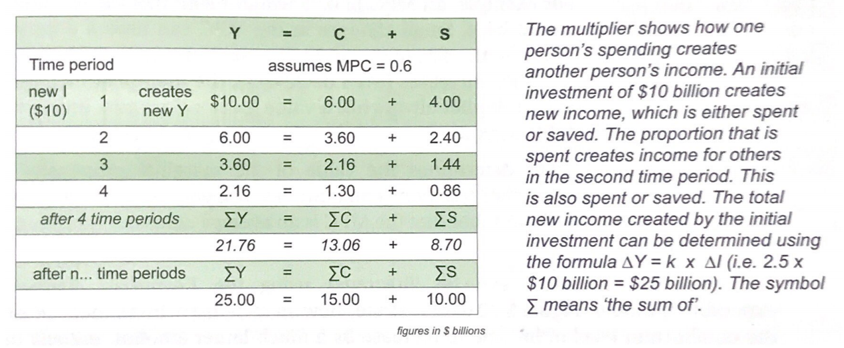 Y = C + S
Time period assumes MPC = 0.6
new I ($10) 1 creates new Y $10.00 = 6.00 + 4.00
2 6.00 = 3.60 + 2.40
3 3.60 = 2.16 + 1.44
4 2.16 = 1.30 + 0.86
after 4 time periods ∑Y = ∑C + ∑S
21.76 = 13.06 + 8.70
after n... time periods ∑Y = ∑C + ∑S
25.00 = 15.00 + 10.00
figures in $ billions
The multiplier shows how one
person's spending creates
another person's income. An initial
investment of $10 billion creates
new income, which is either spent
or saved. The proportion that is
spent creates income for others
in the second time period. This
is also spent or saved. The total
new income created by the initial
investment can be determined using
the formula △Y = k x △I (i.e. 2.5 x
$10 billion = $25 billion). The symbol
∑ means 'the sum of'.